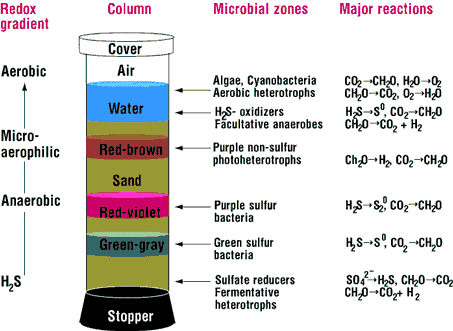 Redox gradient
Column
Microbial zones
Major reactions
Cover
Aerobic
Air
Algae, Cyanobacteria
Aerobic heterotrophs
CO₂→CH₂O, H₂O→O₂
CH₂O→CO₂, O₂→H₂O
Water
H₂S- oxidizers
Facultative anaerobes
H₂S→S⁰, CO₂→CH₂O
CH₂O→CO₂ + H₂
Micro-
aerophilic
Red-brown
Purple non-sulfur
photoheterotrophs
Ch₂O→H₂, CO₂→CH₂O
Sand
Anaerobic
Red-violet
Purple sulfur
bacteria
H₂S→S₂⁰, CO₂→CH₂O
Green-gray
Green sulfur
bacteria
H₂S→S⁰, CO₂→CH₂O
H₂S
Sulfate reducers
Fermentative
heterotrophs
SO₄²⁻→H₂S, CH₂O→CO₂
CH₂O→CO₂+ H₂
Stopper